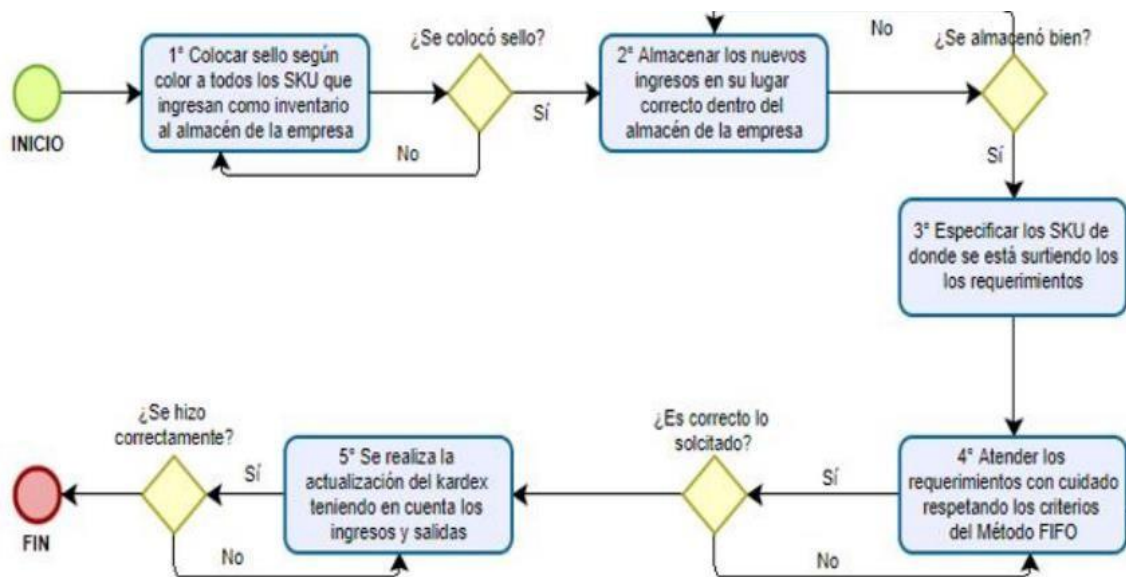 INICIO
1° Colocar sello según
color a todos los SKU que
ingresan como inventario
al almacén de la empresa
¿Se colocó sello?
Sí
No
2° Almacenar los nuevos
ingresos en su lugar
correcto dentro del
almacén de la empresa
No
¿Se almacenó bien?
Sí
3° Especificar los SKU de
donde se está surtiendo los
los requerimientos
4° Atender los
requerimientos con cuidado
respetando los criterios
del Método FIFO
Sí
¿Es correcto lo
solcitado?
No
5° Se realiza la
actualización del kardex
teniendo en cuenta los
ingresos y salidas
Sí
¿Se hizo
correctamente?
No
FIN